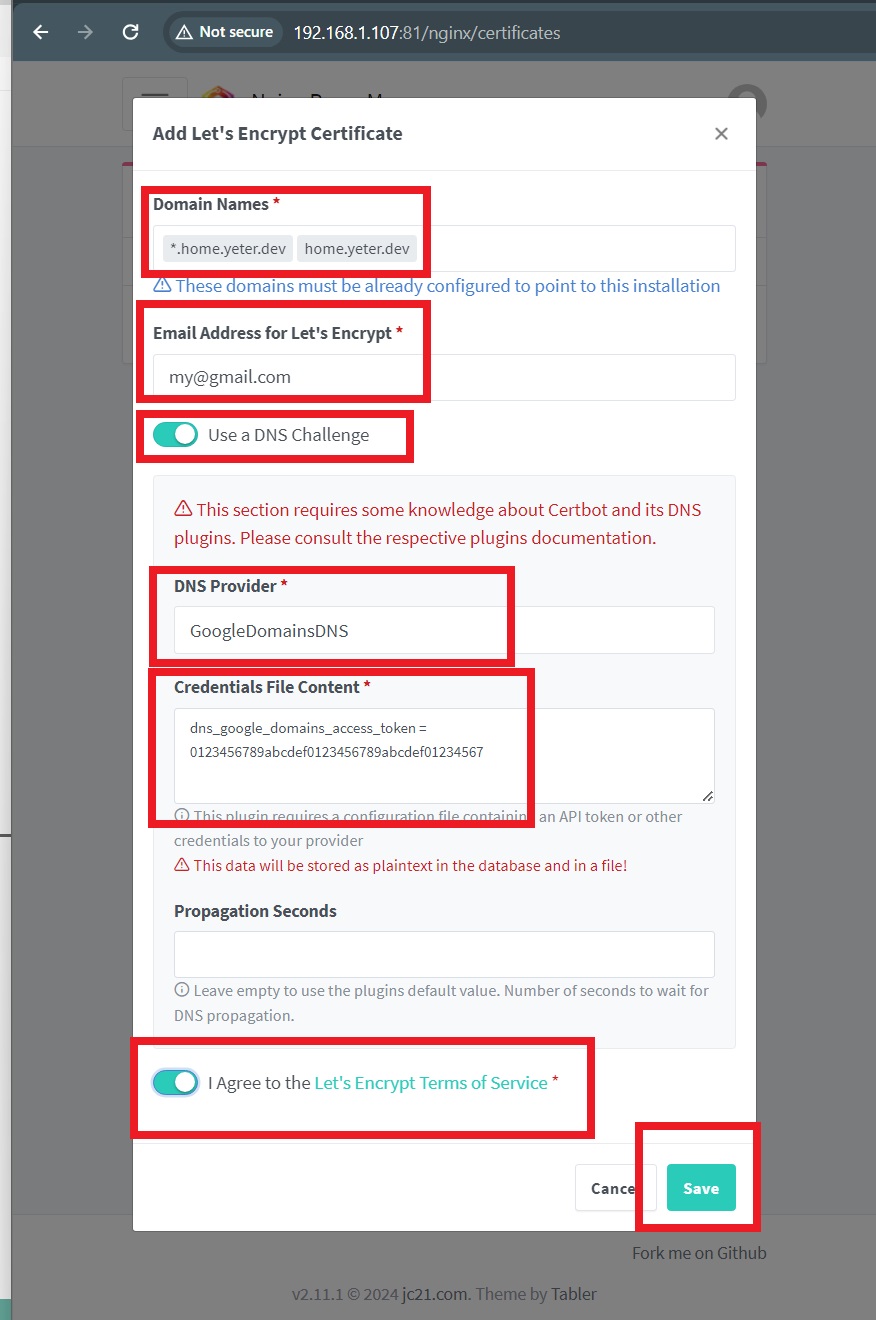 Not secure
192.168.1.107:81/nginx/certificates
Add Let's Encrypt Certificate
Domain Names *
*.home.yeter.dev home.yeter.dev
These domains must be already configured to point to this installation
Email Address for Let's Encrypt *
my@gmail.com
Use a DNS Challenge
This section requires some knowledge about Certbot and its DNS
plugins. Please consult the respective plugins documentation.
DNS Provider *
GoogleDomainsDNS
Credentials File Content *
dns_google_domains_access_token =
0123456789abcdef0123456789abcdef01234567
This plugin requires a configuration file containing an API token or other
credentials to your provider
This data will be stored as plaintext in the database and in a file!
Propagation Seconds
Leave empty to use the plugins default value. Number of seconds to wait for
DNS propagation.
I Agree to the Let's Encrypt Terms of Service *
Cance
Save
Fork me on Github
v2.11.1 © 2024 jc21.com. Theme by Tabler